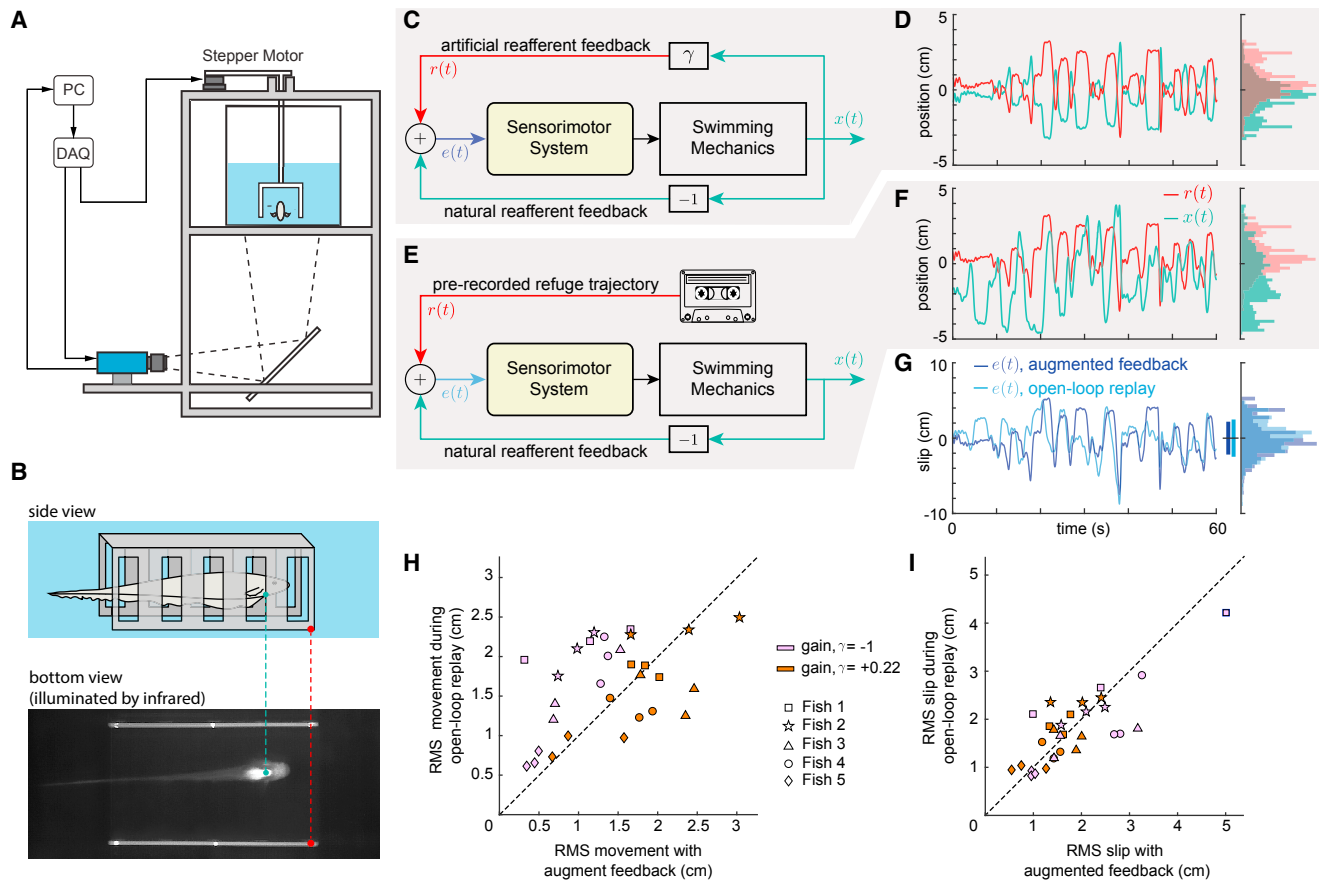 A
Stepper Motor
PC
DAQ
B
side view
bottom view
(illuminated by infrared)
C
artificial reafferent feedback
γ
r(t)
+
e(t)
Sensorimotor
System
Swimming
Mechanics
x(t)
natural reafferent feedback
−1
D
position (cm)
5
0
-5
E
pre-recorded refuge trajectory
r(t)
+
e(t)
Sensorimotor
System
Swimming
Mechanics
x(t)
natural reafferent feedback
−1
F
position (cm)
5
0
-5
r(t)
x(t)
G
e(t), augmented feedback
e(t), open-loop replay
slip (cm)
10
0
-10
0
time (s)
60
H
RMS movement during
open-loop replay (cm)
3
2.5
2
1.5
1
0.5
0
0.5
1
1.5
2
2.5
3
RMS movement with
augment feedback (cm)
gain, γ= -1
gain, γ= +0.22
Fish 1
Fish 2
Fish 3
Fish 4
Fish 5
I
RMS slip during
open-loop replay (cm)
5
4
3
2
1
0
1
2
3
4
5
RMS slip with
augmented feedback (cm)